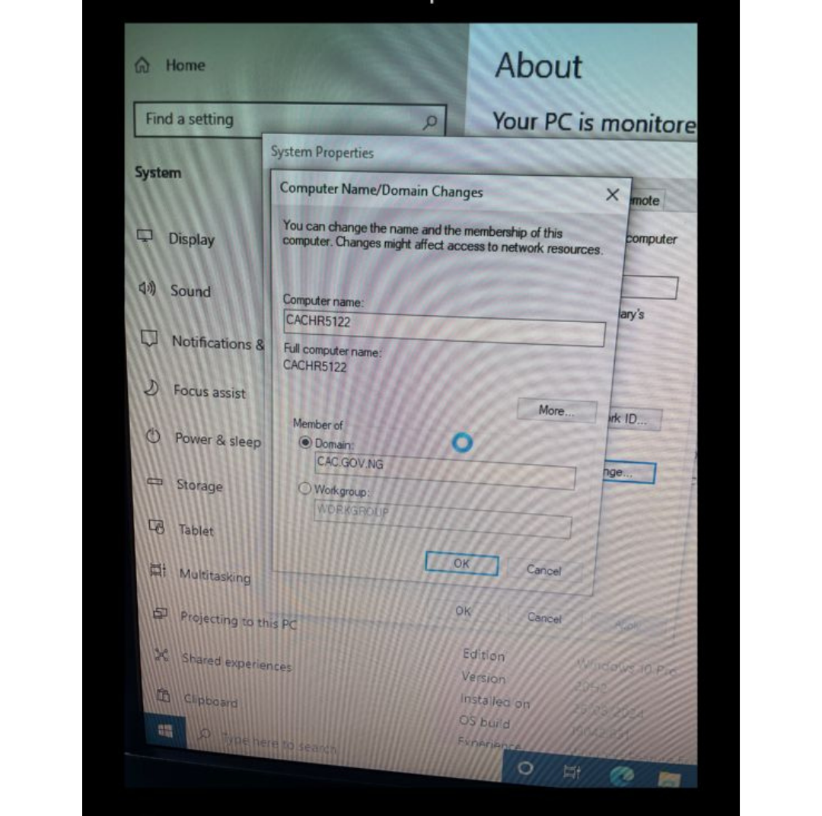 Home
About
Find a setting
Your PC is monitore
System Properties
System
Computer Name/Domain Changes
mote
You can change the name and the membership of this
computer. Changes might affect access to network resources.
computer
Display
Sound
Computer name:
CACHR5122
ary's
Notifications &
Full computer name:
CACHR5122
Focus assist
More...
rk ID...
Member of
Power & sleep
Domain:
CAC.GOV.NG
nge...
Storage
Workgroup:
WORKGROUP
Tablet
OK
Cancel
Multitasking
OK
Cancel
Apply
Projecting to this PC
Edition
Windows 10 Pro
Shared experiences
Version
Installed on
Clipboard
OS build
Experience
Type here to search